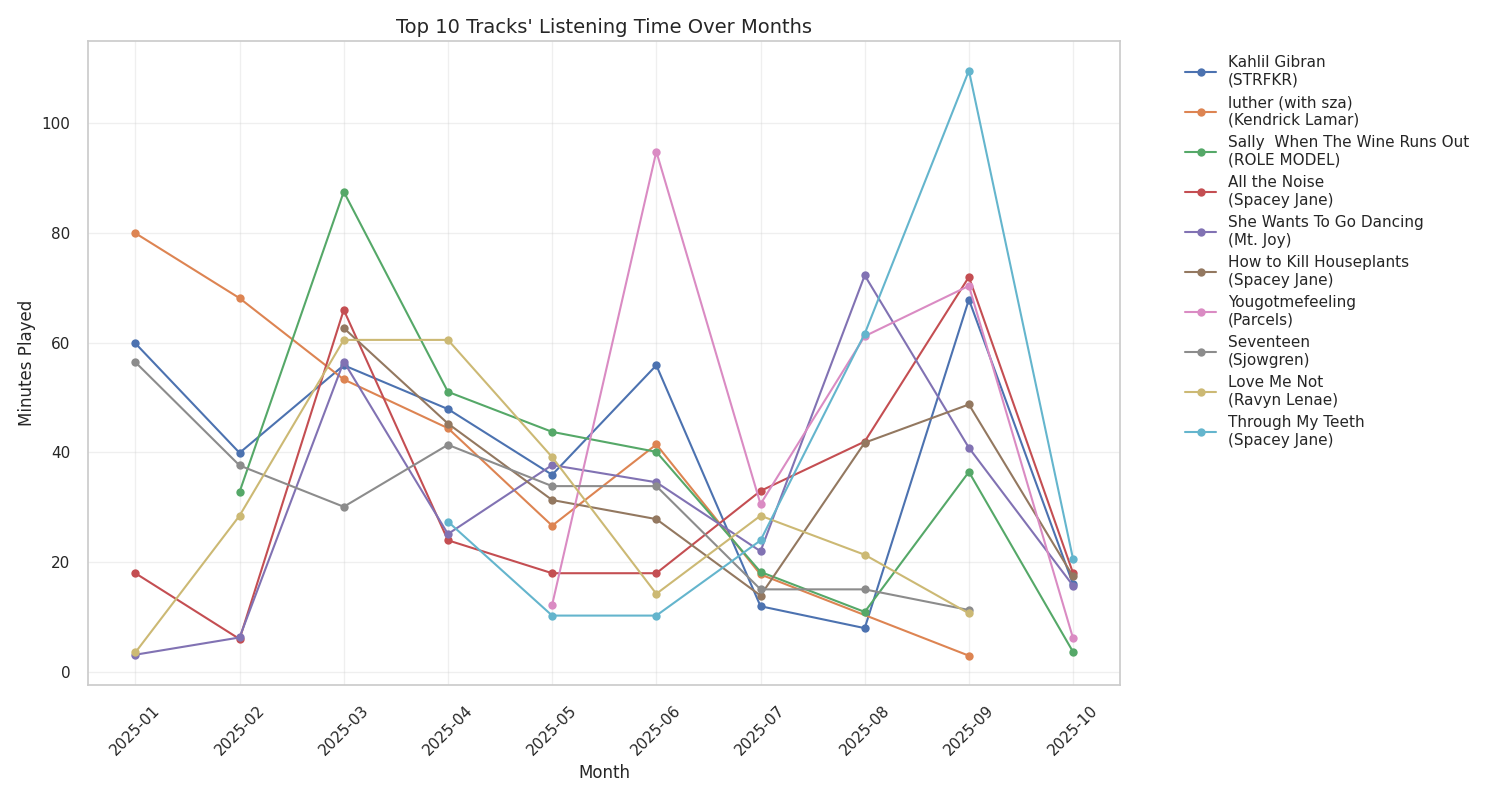 Top 10 Tracks' Listening Time Over Months
Minutes Played
100
80
60
40
20
0
2025-01
2025-02
2025-03
2025-04
2025-05
2025-06
2025-07
2025-08
2025-09
2025-10
Month
Kahlil Gibran
(STRFKR)
luther (with sza)
(Kendrick Lamar)
Sally  When The Wine Runs Out
(ROLE MODEL)
All the Noise
(Spacey Jane)
She Wants To Go Dancing
(Mt. Joy)
How to Kill Houseplants
(Spacey Jane)
Yougotmefeeling
(Parcels)
Seventeen
(Sjowgren)
Love Me Not
(Ravyn Lenae)
Through My Teeth
(Spacey Jane)